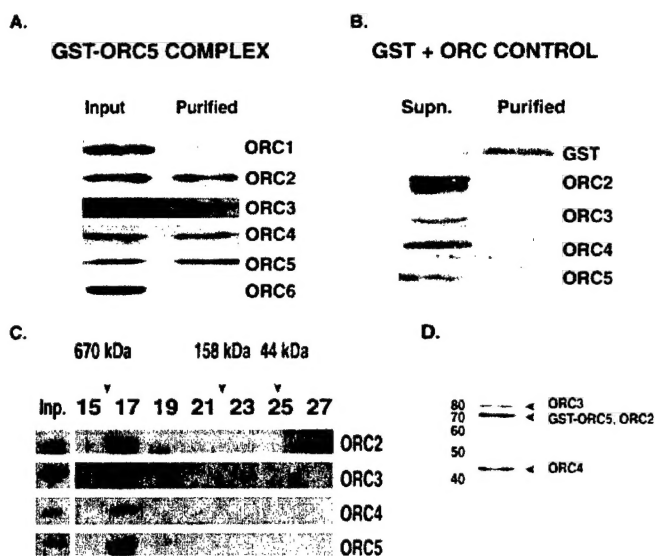 A.
GST-ORC5 COMPLEX
Input Purified
ORC1
ORC2
ORC3
ORC4
ORC5
ORC6
B.
GST + ORC CONTROL
Supn. Purified
GST
ORC2
ORC3
ORC4
ORC5
C.
670 kDa 158 kDa 44 kDa
Inp. 15 17 19 21 23 25 27
ORC2
ORC3
ORC4
ORC5
D.
80
70
60
50
40
ORC3
GST-ORC5, ORC2
ORC4